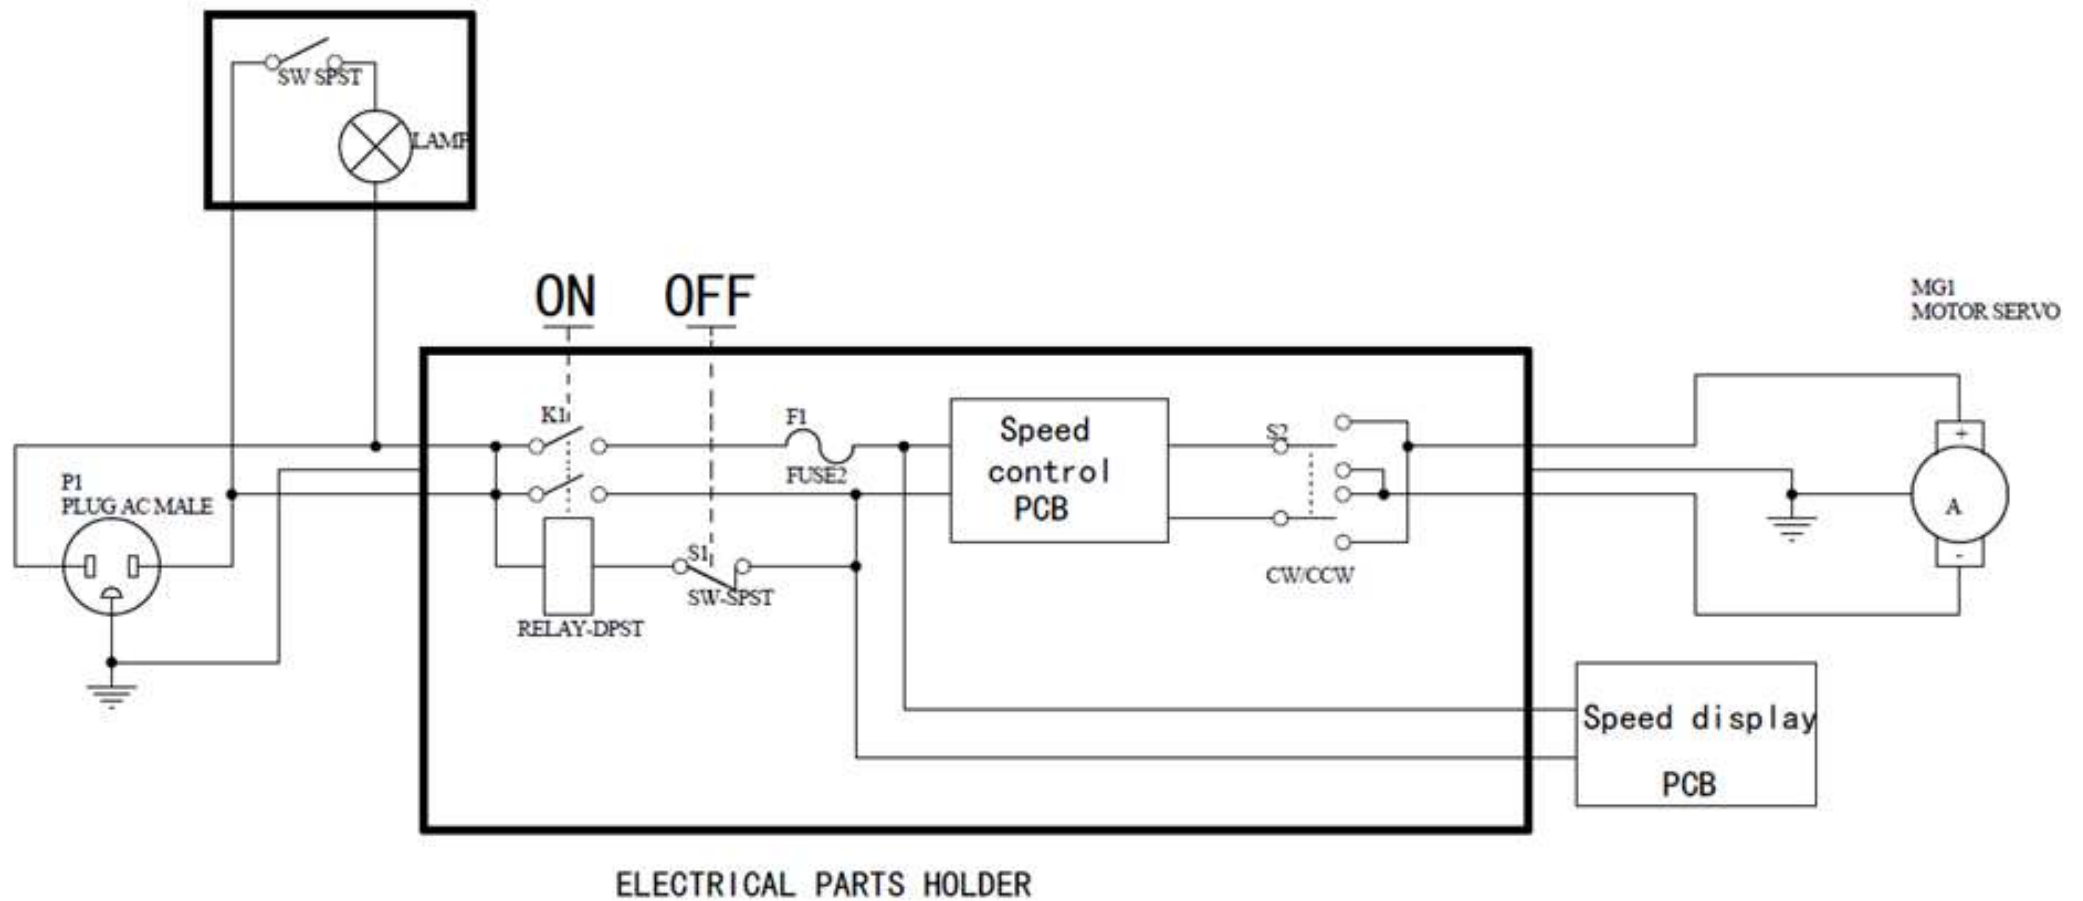 SW SPST
LAMP
ON
OFF
MG1
MOTOR SERVO
K1
F1
FUSE2
Speed
control
PCB
S2
CW/CCW
+
A
-
P1
PLUG AC MALE
S1
SW-SPST
RELAY-DPST
Speed display
PCB
ELECTRICAL PARTS HOLDER